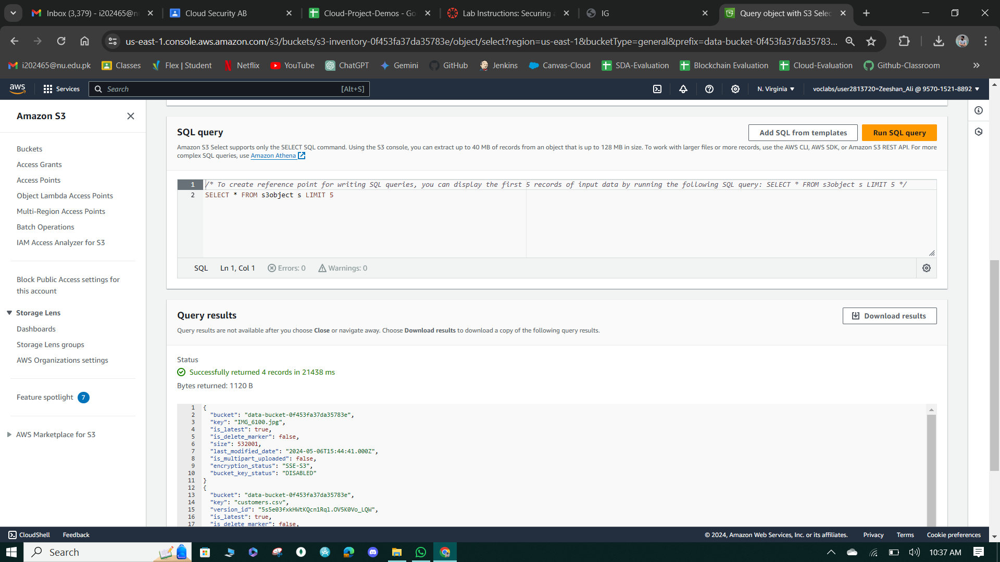 Inbox (3,379) - i202465@n
Cloud Security AB
Cloud-Project-Demos - Go
Lab Instructions: Securing a
IG
Query object with S3 Selec
us-east-1.console.aws.amazon.com/s3/buckets/s3-inventory-0f453fa37da35783e/object/select?region=us-east-1&bucketType=general&prefix=data-bucket-0f453fa37da35783...
i202465@nu.edu.pk
Classes
Flex | Student
Netflix
YouTube
ChatGPT
Gemini
GitHub
Jenkins
Canvas-Cloud
SDA-Evaluation
Blockchain Evaluation
Cloud-Evaluation
Github-Classroom
aws
Services
Search
[Alt+S]
N. Virginia
voclabs/user2813720=Zeeshan_Ali @ 9570-1521-8892
Amazon S3
Buckets
Access Grants
Access Points
Object Lambda Access Points
Multi-Region Access Points
Batch Operations
IAM Access Analyzer for S3
Block Public Access settings for
this account
Storage Lens
Dashboards
Storage Lens groups
AWS Organizations settings
Feature spotlight 7
AWS Marketplace for S3
SQL query
Add SQL from templates
Run SQL query
Amazon S3 Select supports only the SELECT SQL command. Using the S3 console, you can extract up to 40 MB of records from an object that is up to 128 MB in size. To work with larger files or more records, use the AWS CLI, AWS SDK, or Amazon S3 REST API. For more
complex SQL queries, use Amazon Athena
1 /* To create reference point for writing SQL queries, you can display the first 5 records of input data by running the following SQL query: SELECT * FROM s3object s LIMIT 5 */
2 SELECT * FROM s3object s LIMIT 5
SQL
Ln 1, Col 1
Errors: 0
Warnings: 0
Query results
Download results
Query results are not available after you choose Close or navigate away. Choose Download results to download a copy of the following query results.
Status
Successfully returned 4 records in 21438 ms
Bytes returned: 1120 B
1 {
2 "bucket": "data-bucket-0f453fa37da35783e",
3 "key": "IMG_6100.jpg",
4 "is_latest": true,
5 "is_delete_marker": false,
6 "size": 532001,
7 "last_modified_date": "2024-05-06T15:44:41.000Z",
8 "is_multipart_uploaded": false,
9 "encryption_status": "SSE-S3",
10 "bucket_key_status": "DISABLED"
11 }
12 {
13 "bucket": "data-bucket-0f453fa37da35783e",
14 "key": "customers.csv",
15 "version_id": "5s5e03fxkHWtKQcn1Rql.OV5K0Vo_LQW",
16 "is_latest": true,
17 "is_delete_marker": false,
CloudShell
Feedback
© 2024, Amazon Web Services, Inc. or its affiliates.
Privacy
Terms
Cookie preferences
Search
10:37 AM